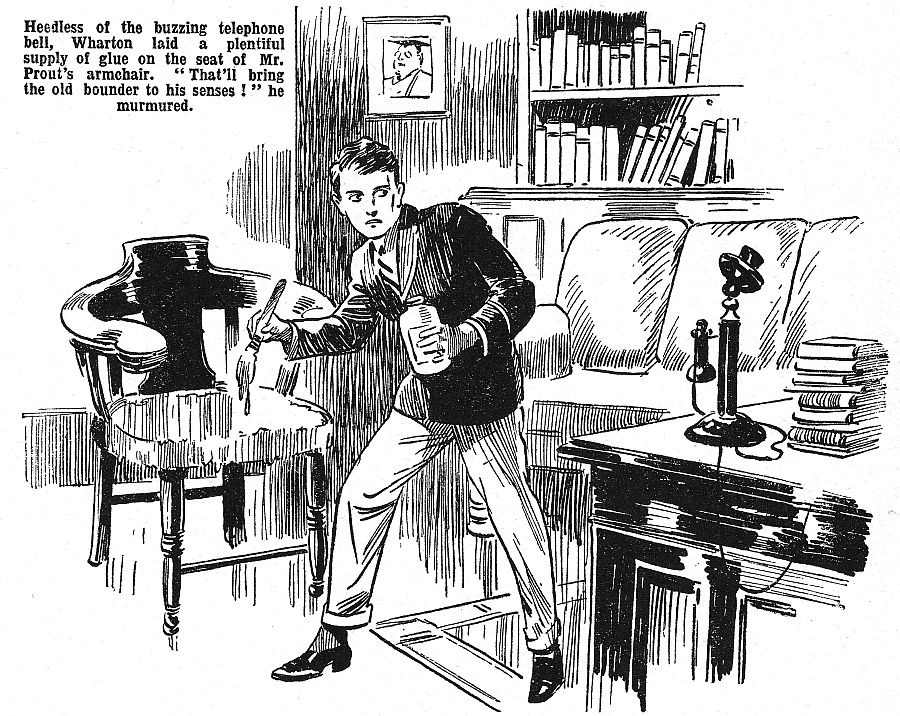 Heedless of the buzzing telephone
bell, Wharton laid a plentiful
supply of glue on the seat of Mr.
Prout's armchair. "That'll bring
the old bounder to his senses!" he
murmured.